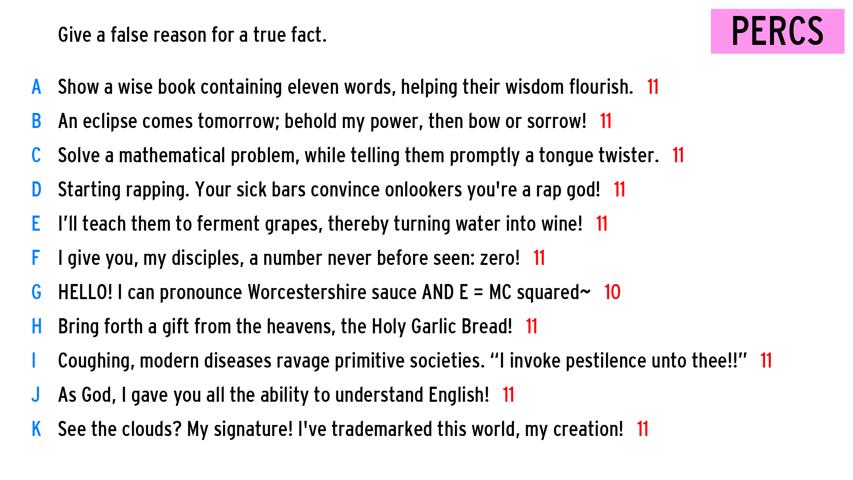 Give a false reason for a true fact.
PERCS
A Show a wise book containing eleven words, helping their wisdom flourish. 11
B An eclipse comes tomorrow; behold my power, then bow or sorrow! 11
C Solve a mathematical problem, while telling them promptly a tongue twister. 11
D Starting rapping. Your sick bars convince onlookers you're a rap god! 11
E I’ll teach them to ferment grapes, thereby turning water into wine! 11
F I give you, my disciples, a number never before seen: zero! 11
G HELLO! I can pronounce Worcestershire sauce AND E = MC squared~ 10
H Bring forth a gift from the heavens, the Holy Garlic Bread! 11
I Coughing, modern diseases ravage primitive societies. “I invoke pestilence unto thee!!” 11
J As God, I gave you all the ability to understand English! 11
K See the clouds? My signature! I've trademarked this world, my creation! 11